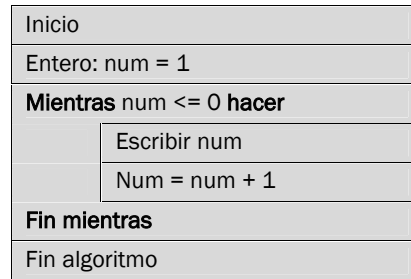 Inicio
Entero: num = 1
Mientras num <= 0 hacer
Escribir num
Num = num + 1
Fin mientras
Fin algoritmo